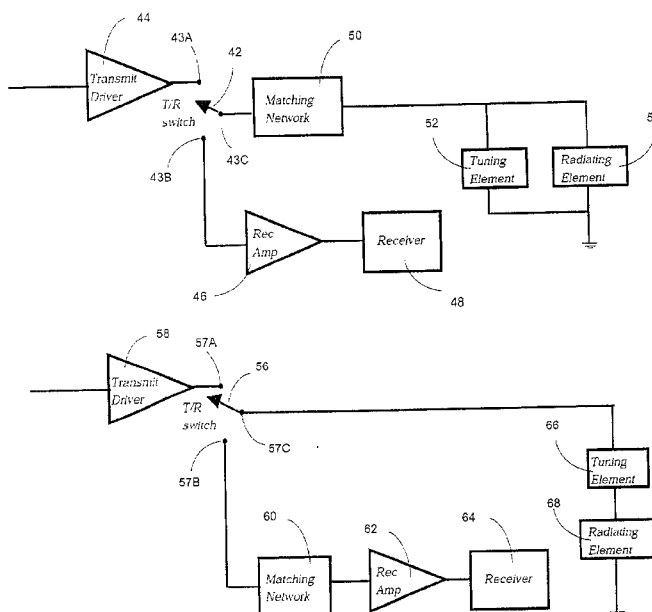 44
43A
42
50
Transmit
Driver
T/R
switch
Matching
Network
52
Tuning
Element
Radiating
Element
5
43B
43C
Rec
Amp
Receiver
46
48
58
57A
56
Transmit
Driver
T/R
switch
57C
57B
66
Tuning
Element
60
62
64
68
Radiating
Element
Matching
Network
Rec
Amp
Receiver